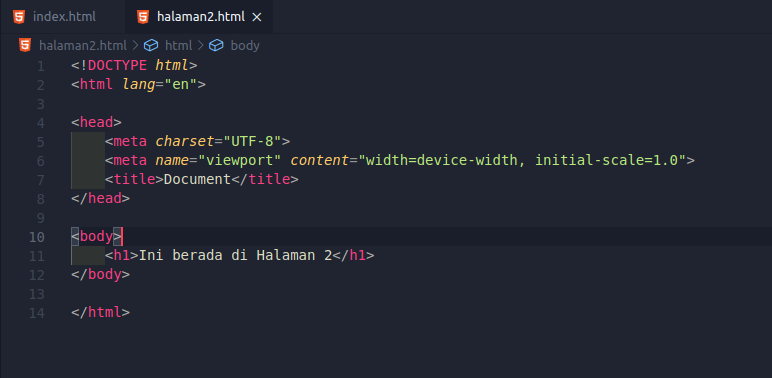 index.html
halaman2.html
halaman2.html > html > body
1 <!DOCTYPE html>
2 <html lang="en">
3
4 <head>
5     <meta charset="UTF-8">
6     <meta name="viewport" content="width=device-width, initial-scale=1.0">
7     <title>Document</title>
8 </head>
9
10 <body>
11     <h1>Ini berada di Halaman 2</h1>
12 </body>
13
14 </html>